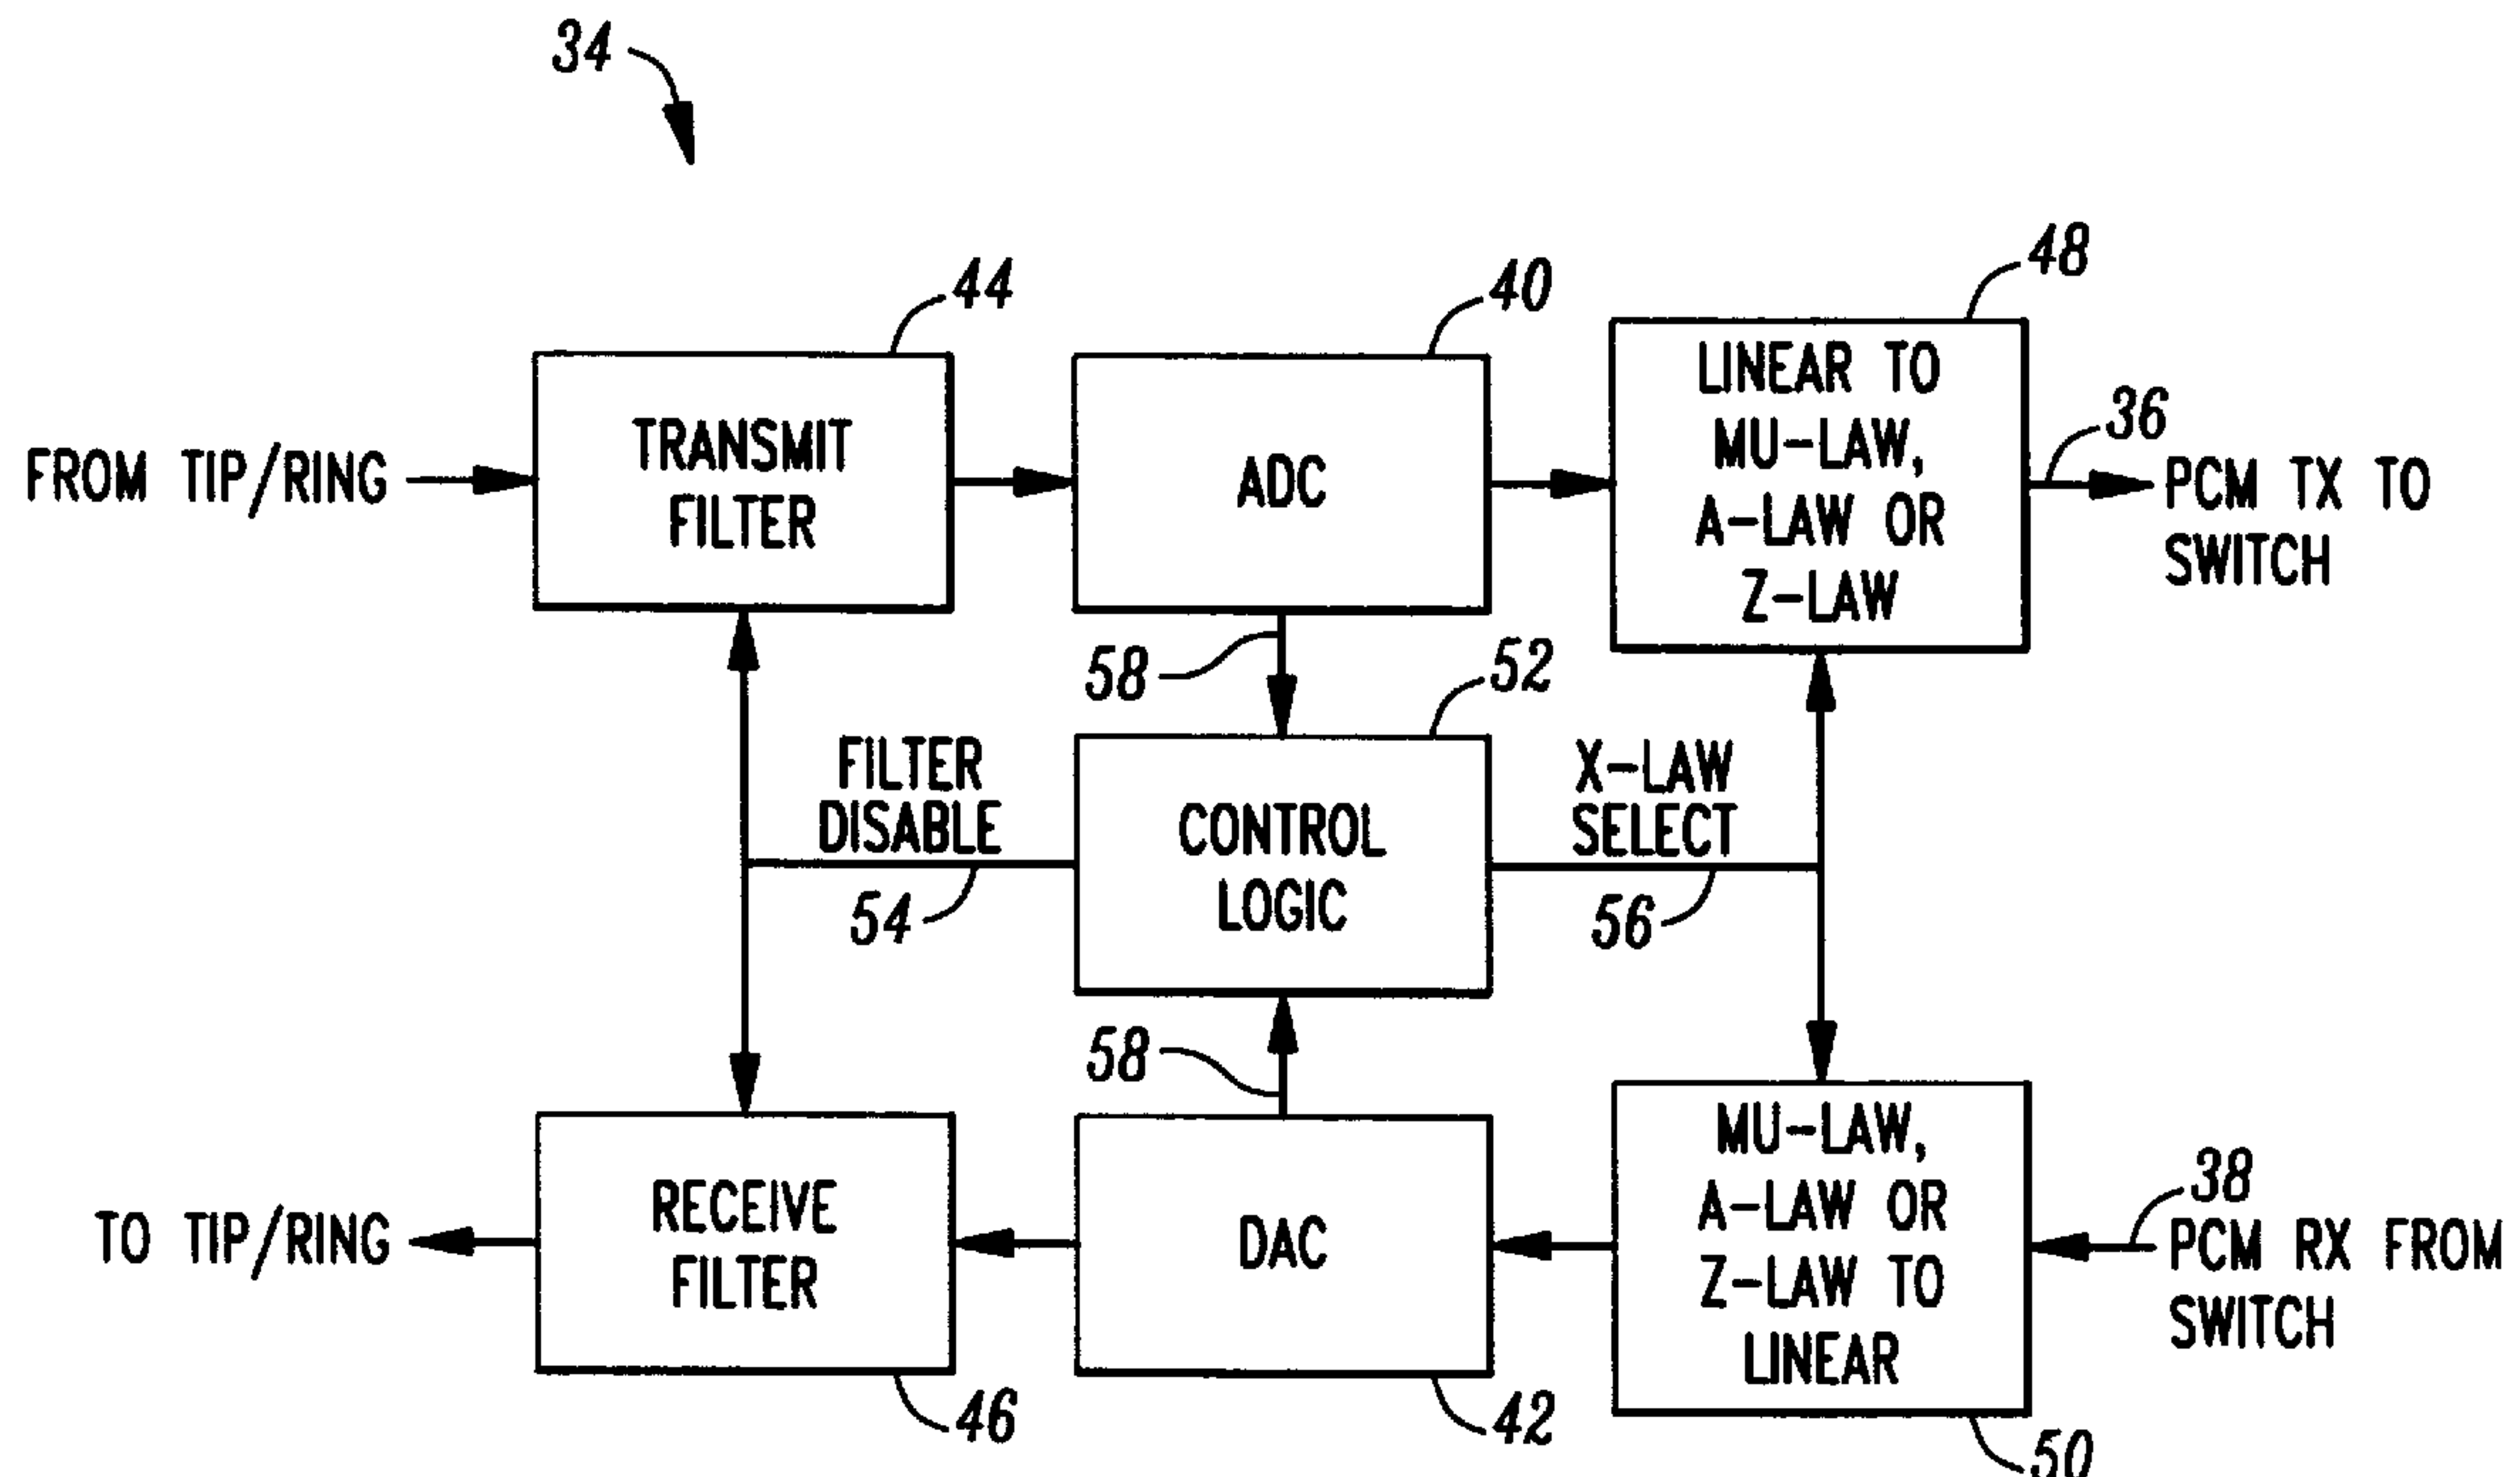 34
44
40
48
FROM TIP/RING
TRANSMIT
FILTER
ADC
LINEAR TO
MU-LAW,
A-LAW OR
Z-LAW
36
PCM TX TO
SWITCH
58
52
FILTER
DISABLE
54
CONTROL
LOGIC
X-LAW
SELECT
56
58
TO TIP/RING
RECEIVE
FILTER
DAC
MU-LAW,
A-LAW OR
Z-LAW TO
LINEAR
38
PCM RX FROM
SWITCH
46
42
50